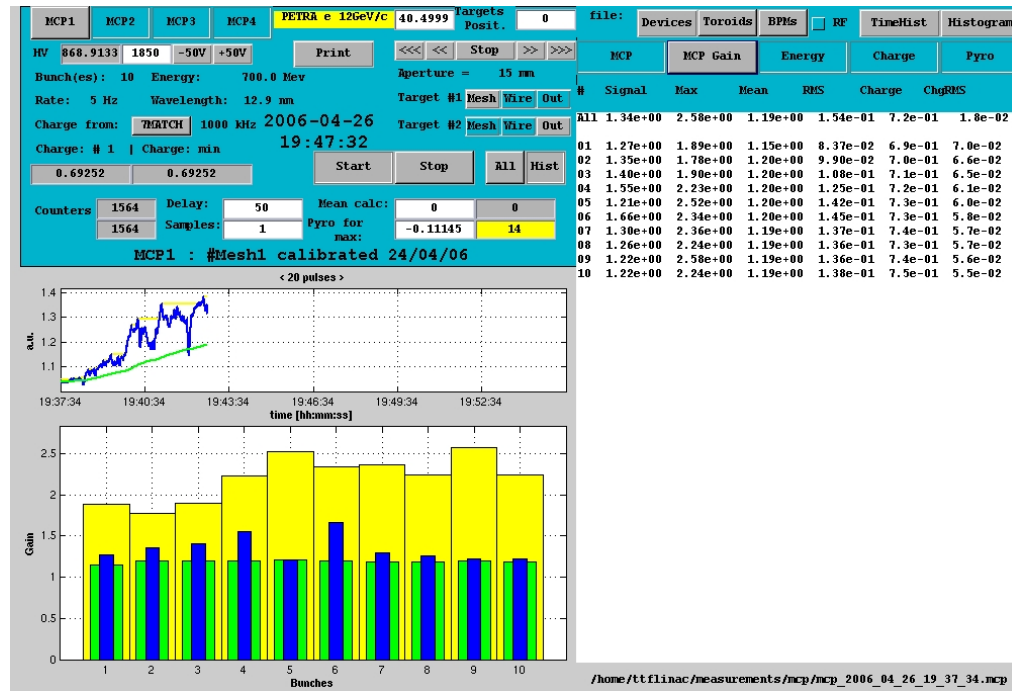 MCP1 MCP2 MCP3 MCP4 PETRA e 12GeV/c 40.4999 Targets Posit. 0
HV 868.9133 1850 -50V +50V Print <<< << Stop >> >>>
Bunch(es): 10 Energy: 700.0 Mev Aperture = 15 mm
Rate: 5 Hz Wavelength: 12.9 nm Target #1 Mesh Wire Out
Charge from: 7MATCH 1000 kHz 2006-04-26 Target #2 Mesh Wire Out
Charge: # 1 | Charge: min 19:47:32
0.69252 0.69252 Start Stop All Hist
Counters 1564 Delay: 50 Mean calc: 0 0
1564 Samples: 1 Pyro for max: -0.11145 14
MCP1 : #Mesh1 calibrated 24/04/06
file: Devices Toroids BPMs RF TimeHist Histogram
MCP MCP Gain Energy Charge Pyro
# Signal Max Mean RMS Charge ChgRMS
All 1.34e+00 2.58e+00 1.19e+00 1.54e-01 7.2e-01 1.8e-02
01 1.27e+00 1.89e+00 1.15e+00 8.37e-02 6.9e-01 7.0e-02
02 1.35e+00 1.78e+00 1.20e+00 9.90e-02 7.0e-01 6.6e-02
03 1.40e+00 1.90e+00 1.20e+00 1.08e-01 7.1e-01 6.5e-02
04 1.55e+00 2.23e+00 1.20e+00 1.25e-01 7.2e-01 6.1e-02
05 1.21e+00 2.52e+00 1.20e+00 1.42e-01 7.3e-01 6.0e-02
06 1.66e+00 2.34e+00 1.20e+00 1.45e-01 7.3e-01 5.8e-02
07 1.30e+00 2.36e+00 1.19e+00 1.37e-01 7.4e-01 5.7e-02
08 1.26e+00 2.24e+00 1.19e+00 1.36e-01 7.3e-01 5.7e-02
09 1.22e+00 2.58e+00 1.19e+00 1.36e-01 7.4e-01 5.6e-02
10 1.22e+00 2.24e+00 1.19e+00 1.38e-01 7.5e-01 5.5e-02
< 20 pulses >
1.4
1.3
1.2
1.1
a.u.
19:37:34 19:40:34 19:43:34 19:46:34 19:49:34 19:52:34
time [hh:mm:ss]
2.5
2
1.5
1
0.5
0
Gain
1 2 3 4 5 6 7 8 9 10
Bunches
/home/ttflinac/measurements/mcp/mcp_2006_04_26_19_37_34.mcp